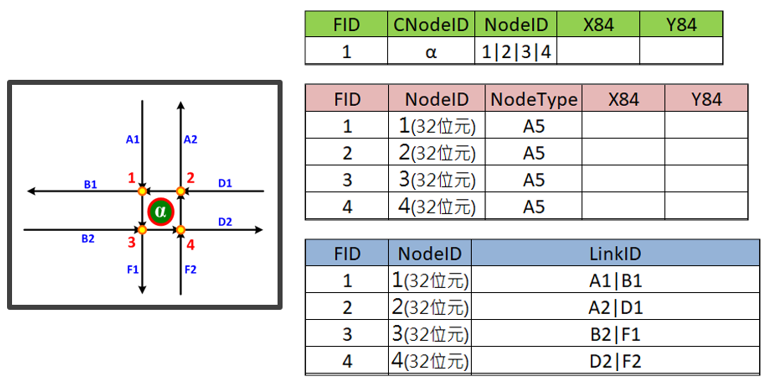 A1
A2
1
2
B1
D1
α
B2
D2
3
4
F1
F2
FID CNodeID NodeID X84 Y84
1 α 1|2|3|4
FID NodeID NodeType X84 Y84
1 1(32位元) A5
2 2(32位元) A5
3 3(32位元) A5
4 4(32位元) A5
FID NodeID LinkID
1 1(32位元) A1|B1
2 2(32位元) A2|D1
3 3(32位元) B2|F1
4 4(32位元) D2|F2